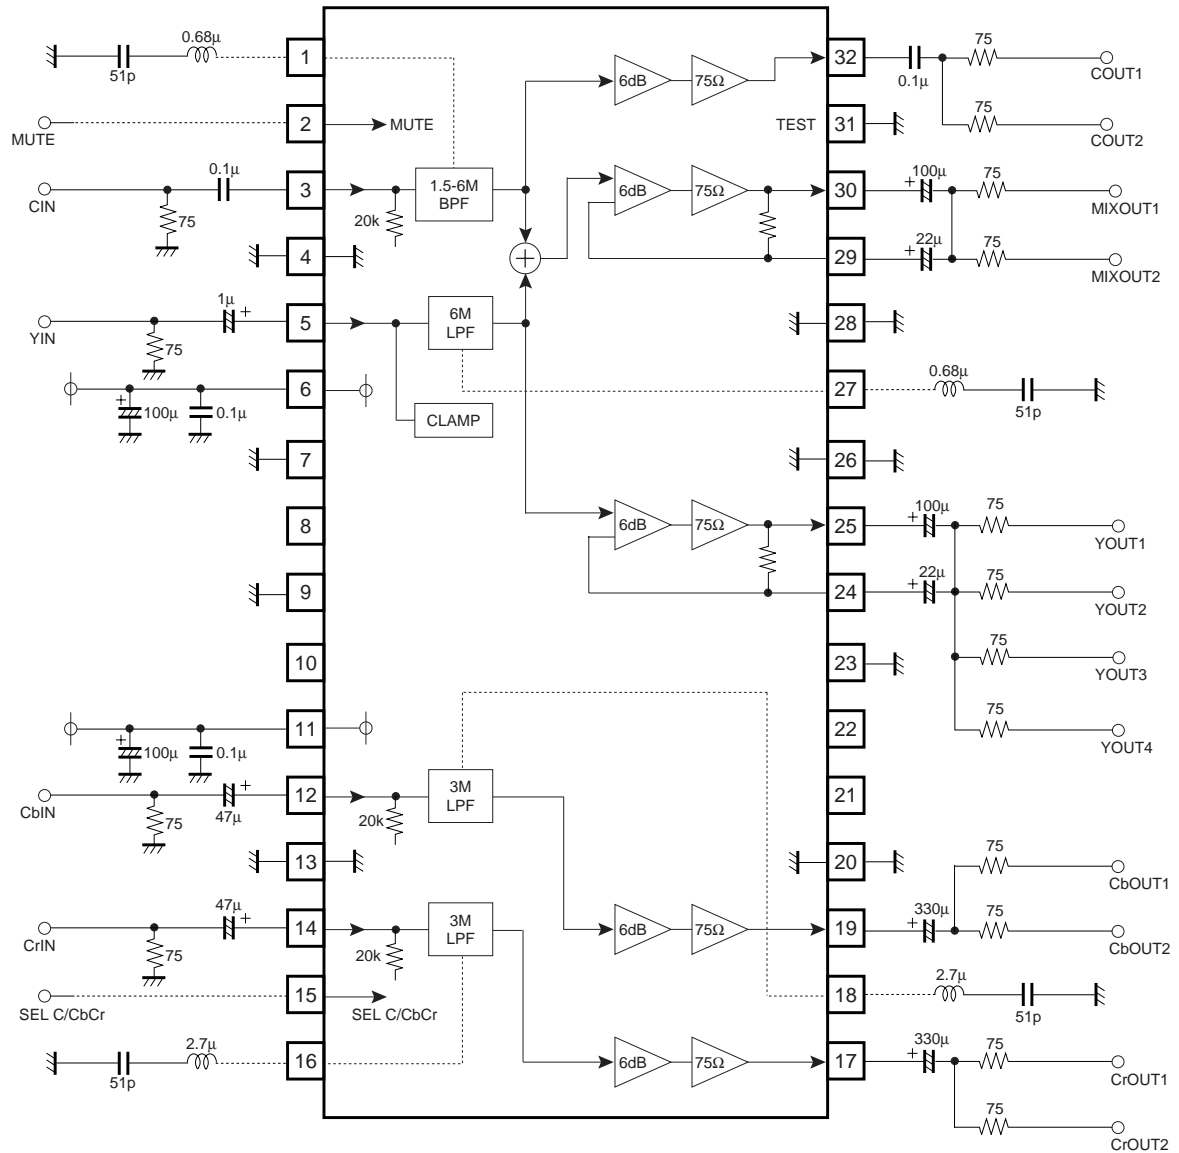 0.68μ
51p
1
MUTE
2
MUTE
CIN
0.1μ
75
3
20k
1.5-6M
BPF
4
YIN
1μ
+
75
5
6M
LPF
CLAMP
+
100μ
0.1μ
6
7
8
9
10
+
100μ
0.1μ
11
CbIN
75
47μ
+
12
20k
3M
LPF
13
CrIN
47μ
+
75
14
20k
3M
LPF
SEL C/CbCr
15
SEL C/CbCr
2.7μ
51p
16
6dB
75Ω
32
0.1μ
75
COUT1
75
COUT2
TEST
31
6dB
75Ω
30
+
100μ
75
MIXOUT1
+
29
+
22μ
75
MIXOUT2
28
27
0.68μ
51p
26
6dB
75Ω
25
+
100μ
75
YOUT1
24
+
22μ
75
YOUT2
75
YOUT3
75
YOUT4
23
22
21
20
75
CbOUT1
6dB
75Ω
19
+
330μ
75
CbOUT2
18
2.7μ
51p
6dB
75Ω
17
+
330μ
75
CrOUT1
75
CrOUT2